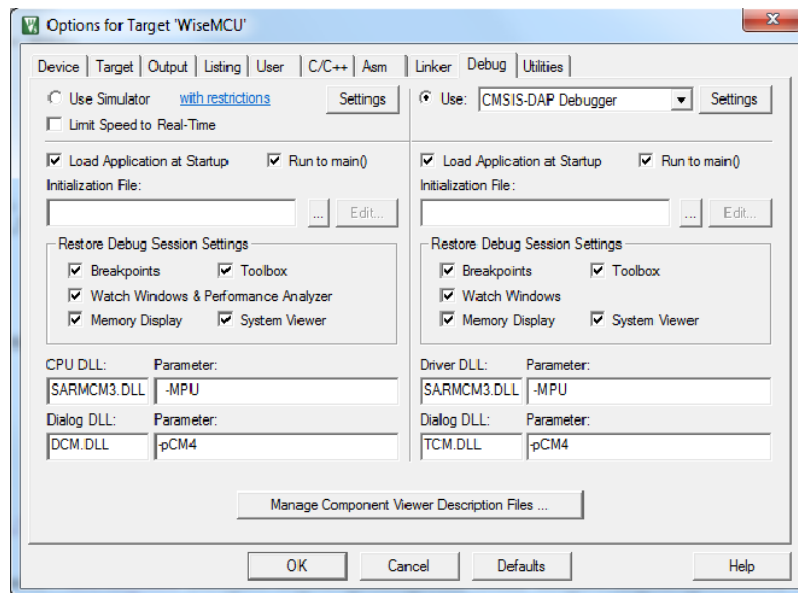 Options for Target 'WiseMCU'
Device Target Output Listing User C/C++ Asm Linker Debug Utilities
Use Simulator with restrictions Settings Use: CMSIS-DAP Debugger Settings
Limit Speed to Real-Time
Load Application at Startup Run to main() Load Application at Startup Run to main()
Initialization File: Initialization File:
... Edit... ... Edit...
Restore Debug Session Settings Restore Debug Session Settings
Breakpoints Toolbox Breakpoints Toolbox
Watch Windows & Performance Analyzer Watch Windows
Memory Display System Viewer Memory Display System Viewer
CPU DLL: Parameter: Driver DLL: Parameter:
SARMCM3.DLL -MPU SARMCM3.DLL -MPU
Dialog DLL: Parameter: Dialog DLL: Parameter:
DCM.DLL -pCM4 TCM.DLL -pCM4
Manage Component Viewer Description Files ...
OK Cancel Defaults Help